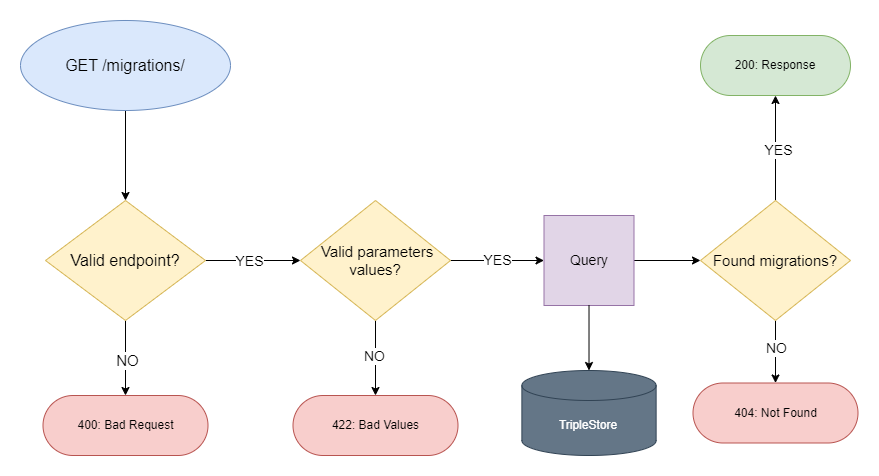 GET /migrations/
200: Response
YES
Valid endpoint?
YES
Valid parameters
values?
YES
Query
Found migrations?
NO
NO
NO
400: Bad Request
422: Bad Values
TripleStore
404: Not Found